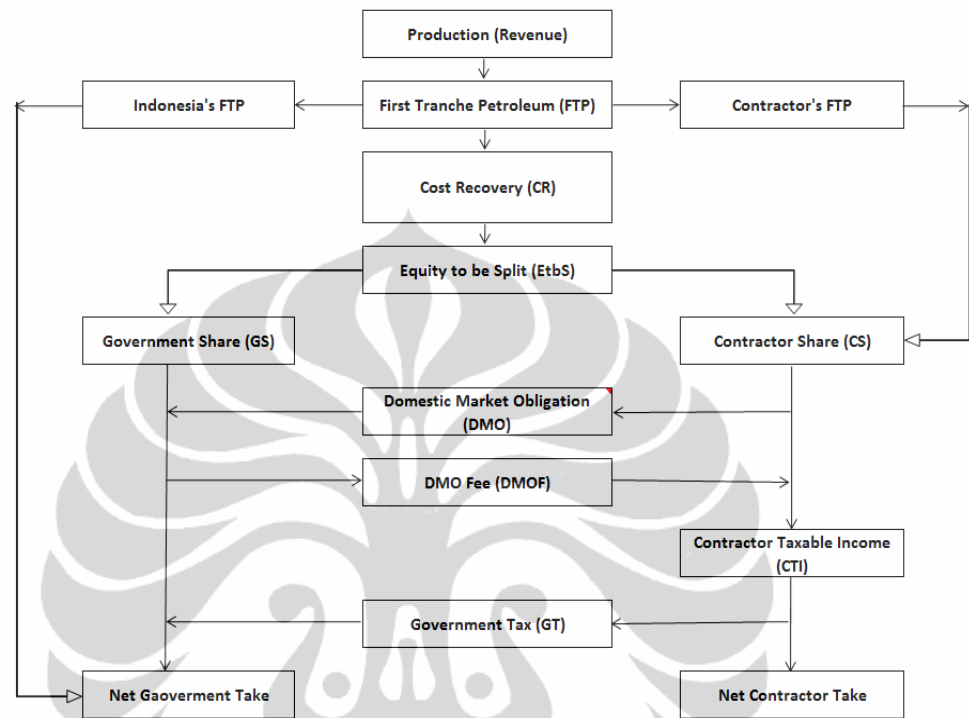 Production (Revenue)
Indonesia's FTP
First Tranche Petroleum (FTP)
Contractor's FTP
Cost Recovery (CR)
Equity to be Split (EtbS)
Government Share (GS)
Contractor Share (CS)
Domestic Market Obligation
(DMO)
DMO Fee (DMOF)
Contractor Taxable Income
(CTI)
Government Tax (GT)
Net Gaoverment Take
Net Contractor Take